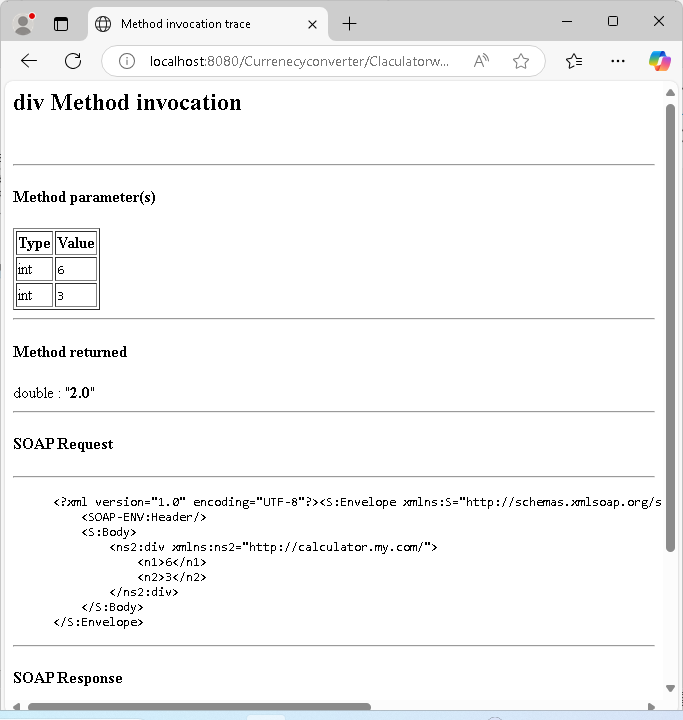 Method invocation trace
localhost:8080/Currenecyconverter/Claculatorw...
div Method invocation
Method parameter(s)
Type Value
int 6
int 3
Method returned
double : "2.0"
SOAP Request
<?xml version="1.0" encoding="UTF-8"?><S:Envelope xmlns:S="http://schemas.xmlsoap.org/s
<SOAP-ENV:Header/>
<S:Body>
<ns2:div xmlns:ns2="http://calculator.my.com/">
<n1>6</n1>
<n2>3</n2>
</ns2:div>
</S:Body>
</S:Envelope>
SOAP Response